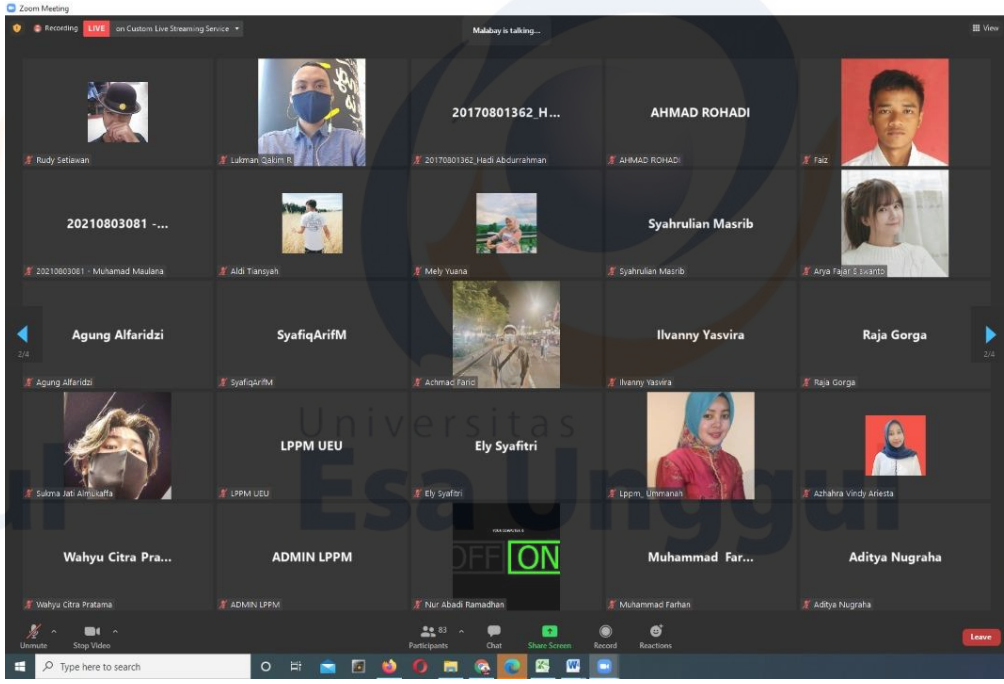 Zoom Meeting
Recording LIVE on Custom Live Streaming Service
Malabay is talking...
View
Rudy Setiawan
Lukman Qakim R
20170801362_H...
20170801362_Hadi Abdurrahman
AHMAD ROHADI
AHMAD ROHADI
Faiz
20210803081 -...
20210803081 - Muhamad Maulana
Aldi Tiansyah
Mely Yuana
Syahrulian Masrib
Syahrulian Masrib
Arya Fajar S swanto
2/4
Agung Alfaridzi
Agung Alfaridzi
SyafiqArifM
SyafiqArifM
Achmad Farid
Ilvanny Yasvira
Ilvanny Yasvira
Raja Gorga
Raja Gorga
2/4
Universitas
Esa Unggul
ul
Sukma Jati Almukaffa
LPPM UEU
LPPM UEU
Ely Syafitri
Ely Syafitri
Lppm_Ummanah
Azhahra Vindy Ariesta
Wahyu Citra Pra...
Wahyu Citra Pratama
ADMIN LPPM
ADMIN LPPM
YOUR COMPUTER IS
OFF ON
Nur Abadi Ramadhan
Muhammad Far...
Muhammad Farhan
Aditya Nugraha
Aditya Nugraha
Unmute
Stop Video
83
Participants
Chat
Share Screen
Record
Reactions
Leave
Type here to search